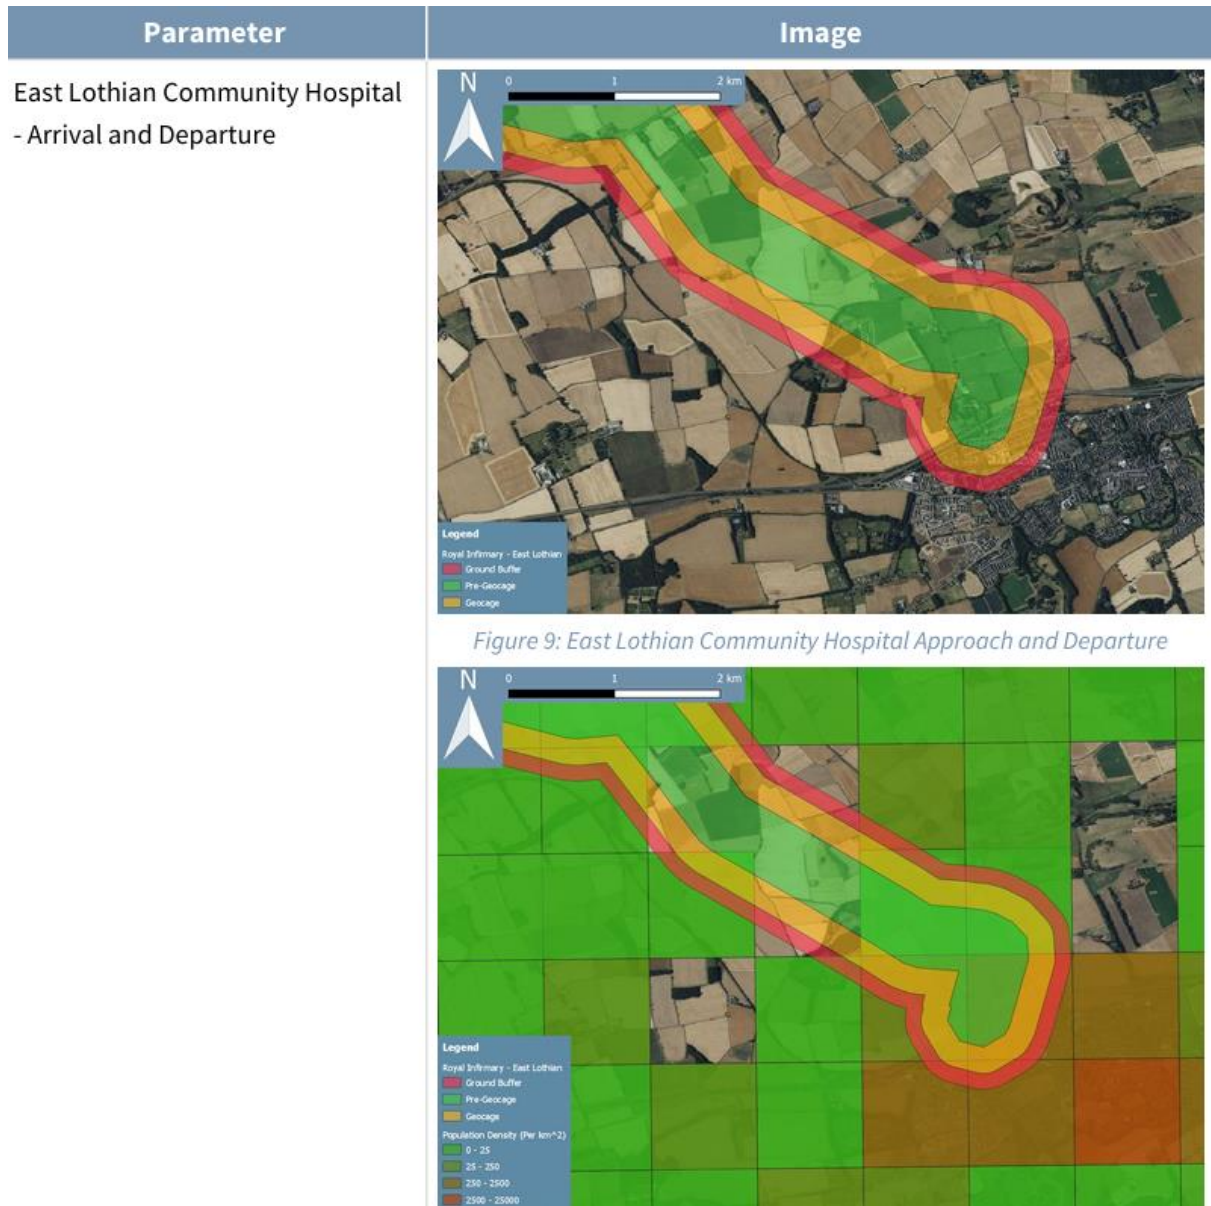 Parameter
Image
East Lothian Community Hospital
- Arrival and Departure
N
0 1 2 km
Legend
Royal Infirmary - East Lothian
Ground Buffer
Pre-Geocage
Geocage
Figure 9: East Lothian Community Hospital Approach and Departure
N
0 1 2 km
Legend
Royal Infirmary - East Lothian
Ground Buffer
Pre-Geocage
Geocage
Population Density (Per km^2)
0 - 25
25 - 250
250 - 2500
2500 - 25000